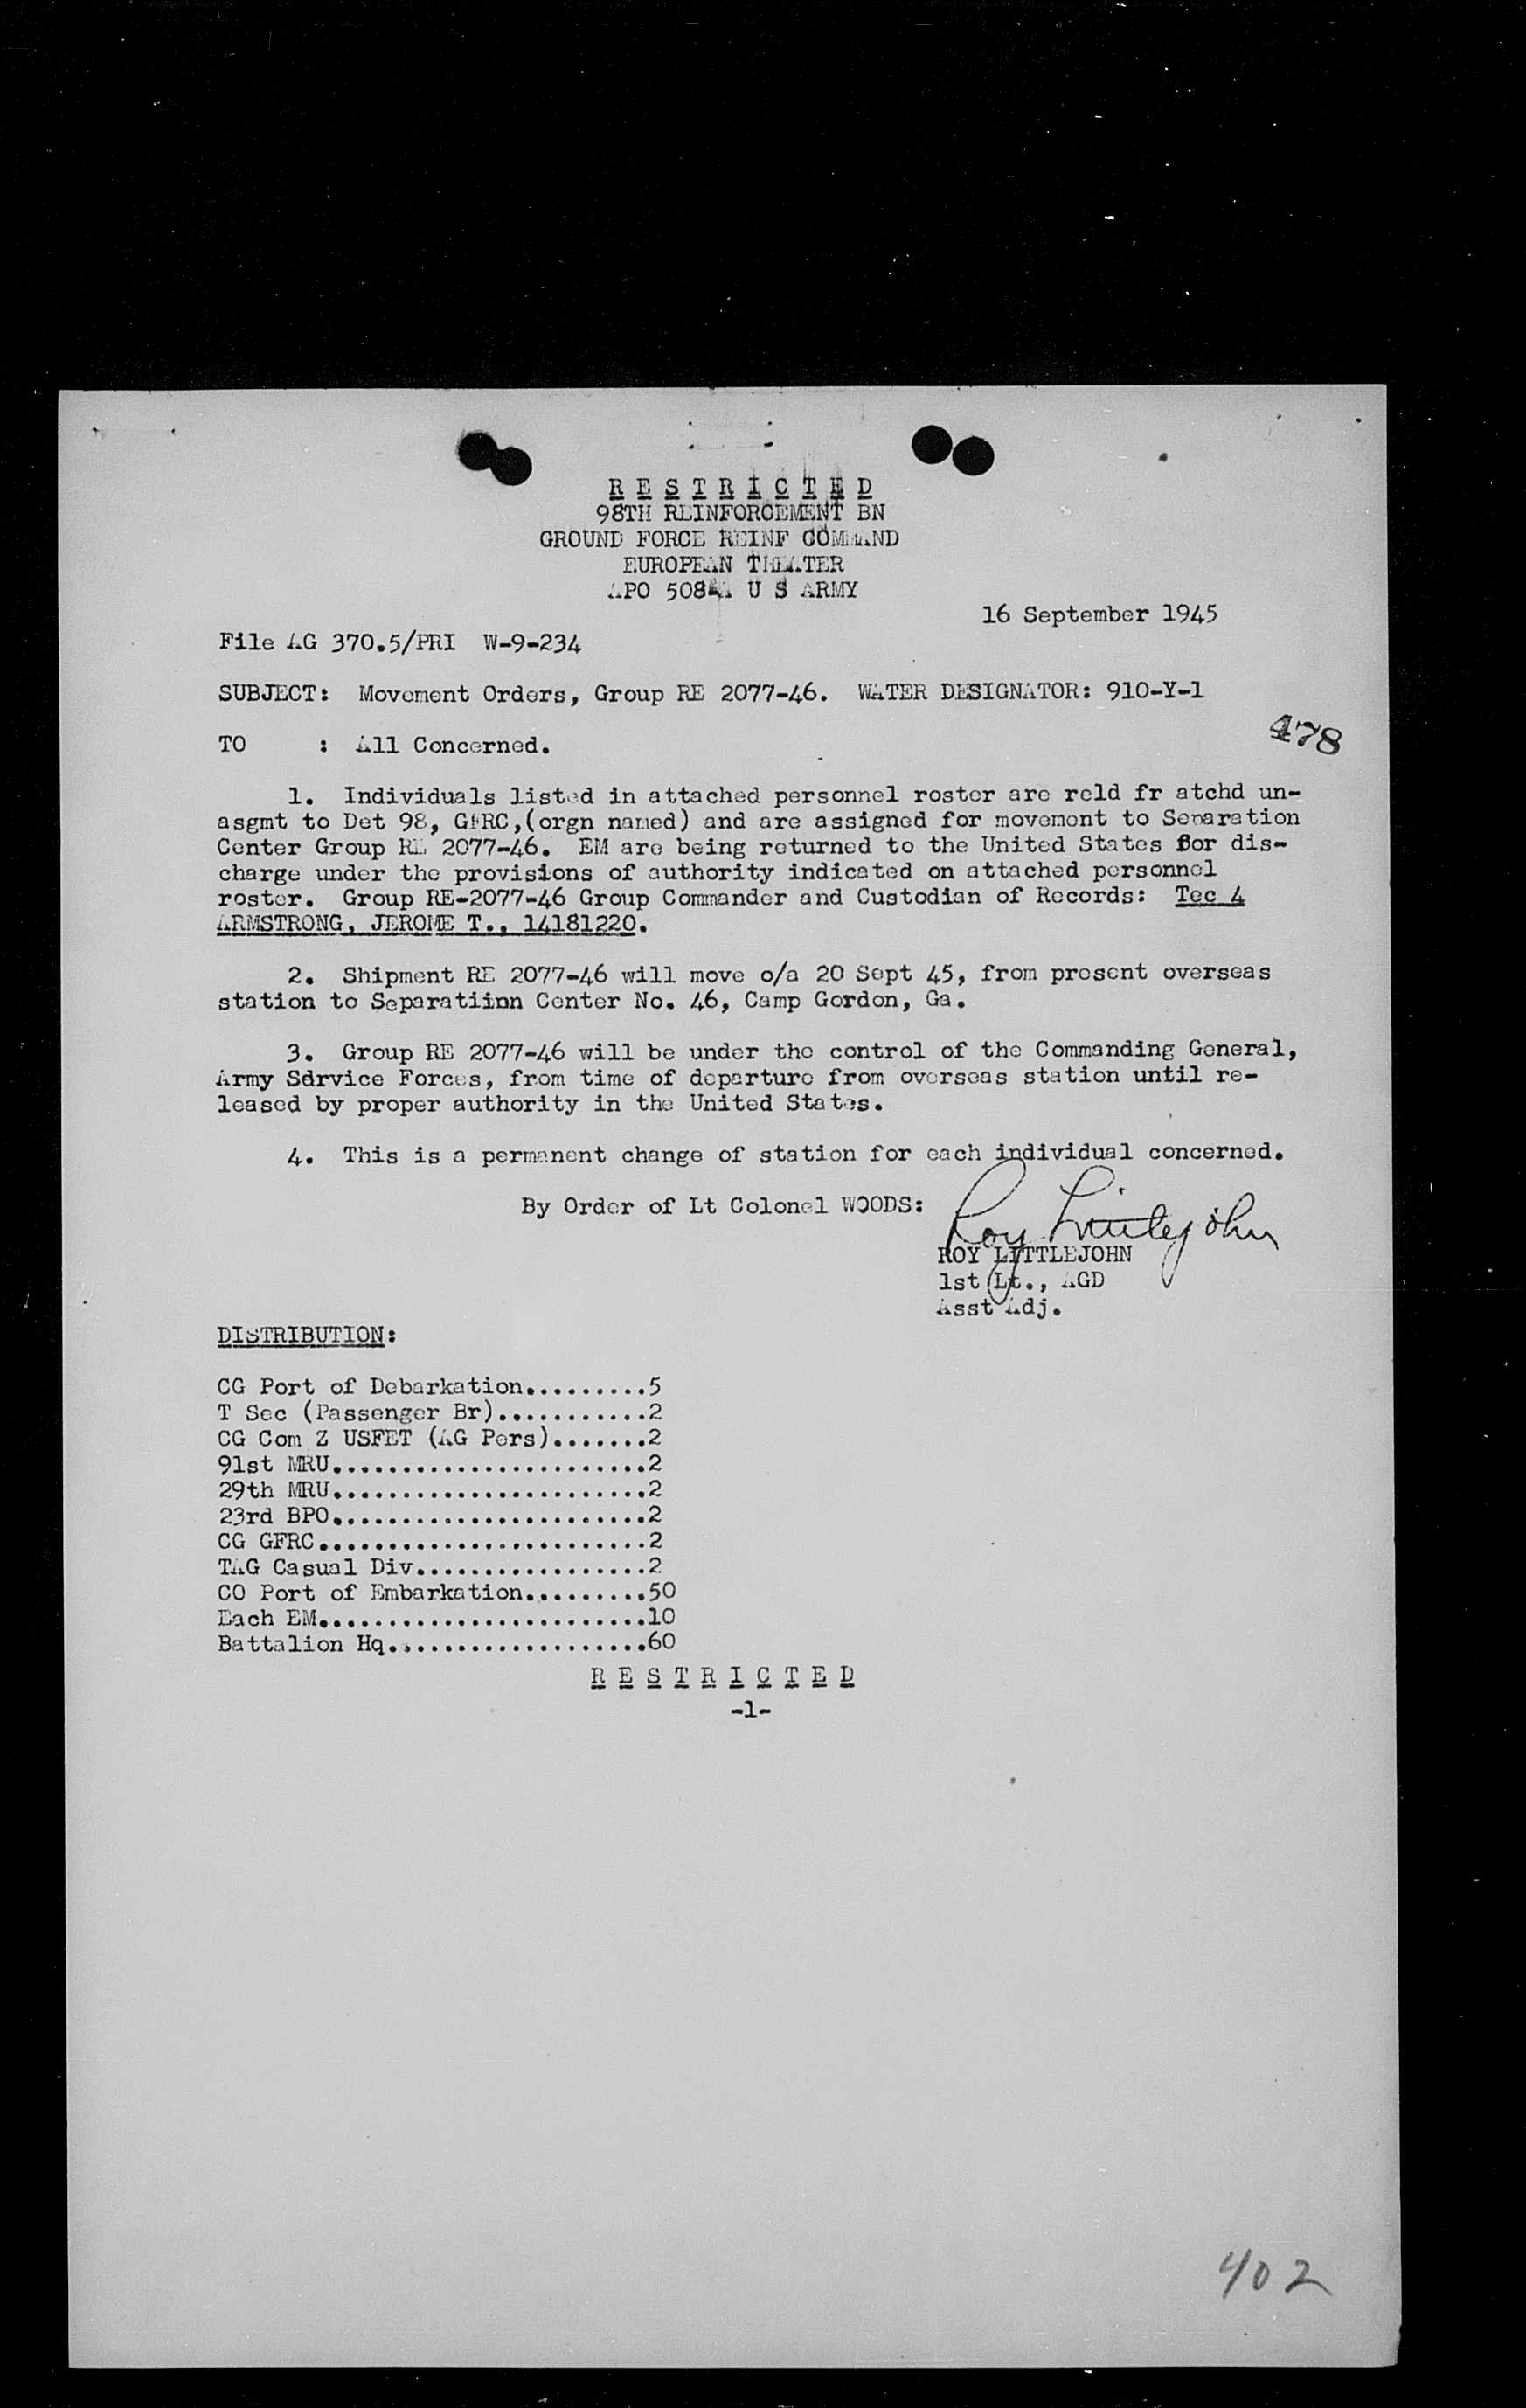 R E S T R I C T E D
98TH REINFORCEMENT BN
GROUND FORCE REINF COMMAND
EUROPEAN THEATER
APO 508 U S ARMY
16 September 1945
File AG 370.5/PRI W-9-234
SUBJECT: Movement Orders, Group RE 2077-46. WATER DESIGNATOR: 910-Y-1
478
TO : All Concerned.
1. Individuals listed in attached personnel roster are reld fr atchd un-
asgmt to Det 98, GFRC,(orgn named) and are assigned for movement to Separation
Center Group RE 2077-46. EM are being returned to the United States for dis-
charge under the provisions of authority indicated on attached personnel
roster. Group RE-2077-46 Group Commander and Custodian of Records: Tec 4
ARMSTRONG, JEROME T., 14181220.
2. Shipment RE 2077-46 will move o/a 20 Sept 45, from present overseas
station to Separatiinn Center No. 46, Camp Gordon, Ga.
3. Group RE 2077-46 will be under the control of the Commanding General,
Army Sdrvice Forces, from time of departure from overseas station until re-
leased by proper authority in the United States.
4. This is a permanent change of station for each individual concerned.
By Order of Lt Colonel WOODS:
Roy Littlejohn
ROY LITTLEJOHN
1st Lt., AGD
Asst Adj.
DISTRIBUTION:
CG Port of Debarkation.........5
T Sec (Passenger Br)...........2
CG Com Z USFET (AG Pers).......2
91st MRU.......................2
29th MRU.......................2
23rd BPO.......................2
CG GFRC........................2
TAG Casual Div.................2
CO Port of Embarkation.........50
Each EM........................10
Battalion Hq...................60
R E S T R I C T E D
-1-
402